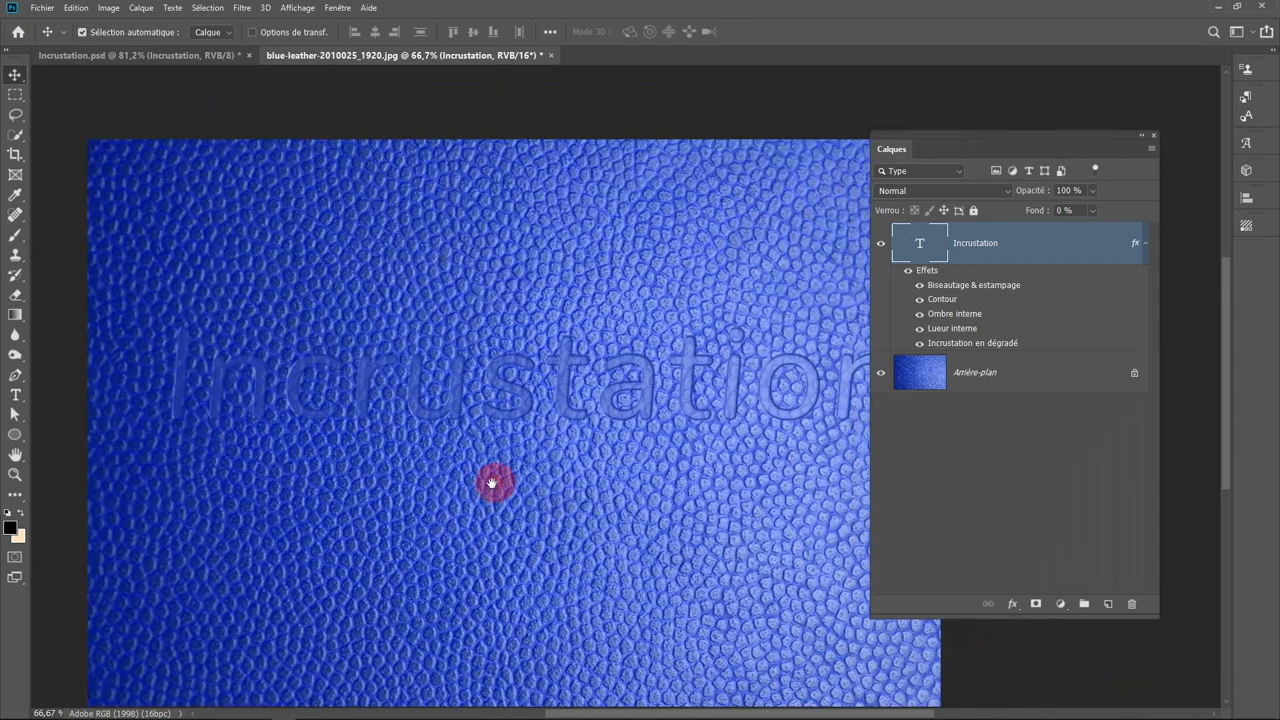 Ps Fichier Edition Image Calque Texte Sélection Filtre 3D Affichage Fenêtre Aide
Sélection automatique : Calque Options de transf. Mode 3D :
Incrustation.psd @ 81,2% (Incrustation, RVB/8) * × blue-leather-2010025_1920.jpg @ 66,7% (Incrustation, RVB/16*) * ×
Calques
Type
Normal Opacité : 100 %
Verrou : Fond : 0 %
T Incrustation fx
Effets
Biseautage & estampage
Contour
Ombre interne
Lueur interne
Incrustation en dégradé
Arrière-plan
Incrustation
fx
66,67 % Adobe RGB (1998) (16bpc)